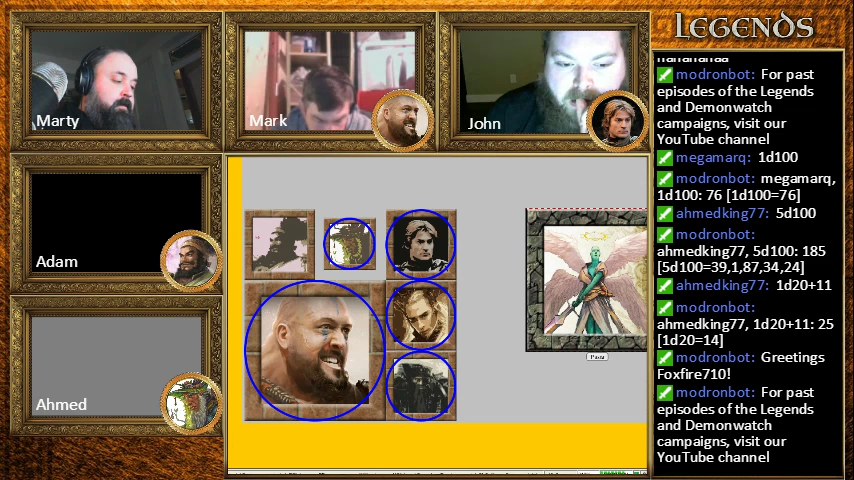 LEGENDS
Marty
Mark
John
Adam
Ahmed
modronbot: For past
episodes of the Legends
and Demonwatch
campaigns, visit our
YouTube channel
megamarq: 1d100
modronbot: megamarq,
1d100: 76 [1d100=76]
ahmedking77: 5d100
modronbot:
ahmedking77, 5d100: 185
[5d100=39,1,87,34,24]
ahmedking77: 1d20+11
modronbot:
ahmedking77, 1d20+11: 25
[1d20=14]
modronbot: Greetings
Foxfire710!
modronbot: For past
episodes of the Legends
and Demonwatch
campaigns, visit our
YouTube channel